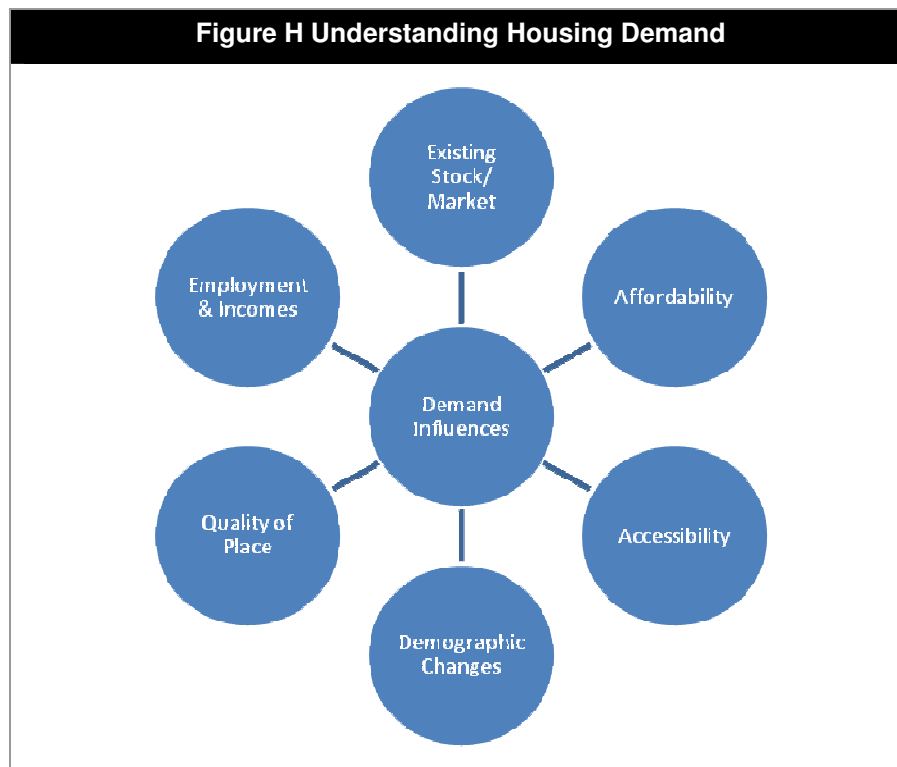 Figure H Understanding Housing Demand
Existing
Stock/
Market
Affordability
Accessibility
Demographic
Changes
Quality of
Place
Employment
& Incomes
Demand
Influences